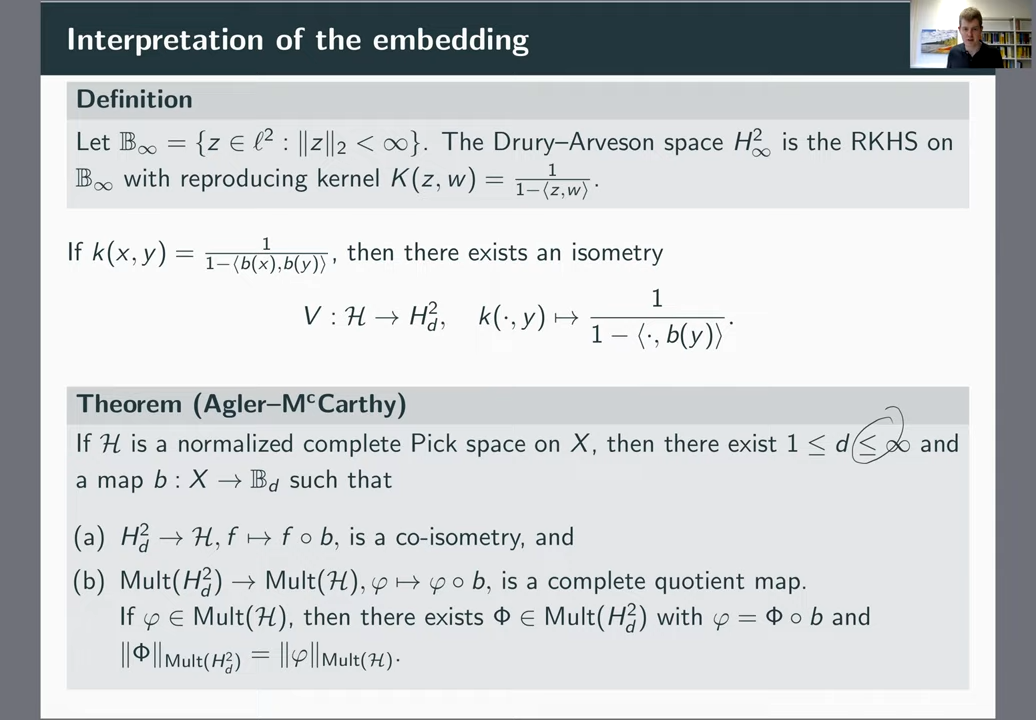 Interpretation of the embedding
Definition
Let 𝔹_∞ = {z ∈ ℓ² : ‖z‖₂ < ∞}. The Drury–Arveson space H²_∞ is the RKHS on
𝔹_∞ with reproducing kernel K(z, w) = 1/(1−⟨z,w⟩).
If k(x, y) = 1/(1−⟨b(x),b(y)⟩), then there exists an isometry
V : ℋ → H²_d, k(·, y) ↦ 1/(1 − ⟨·, b(y)⟩).
Theorem (Agler–MᶜCarthy)
If ℋ is a normalized complete Pick space on X, then there exist 1 ≤ d ≤ ∞ and
a map b : X → 𝔹_d such that
(a) H²_d → ℋ, f ↦ f ∘ b, is a co-isometry, and
(b) Mult(H²_d) → Mult(ℋ), φ ↦ φ ∘ b, is a complete quotient map.
If φ ∈ Mult(ℋ), then there exists Φ ∈ Mult(H²_d) with φ = Φ ∘ b and
‖Φ‖_Mult(H²_d) = ‖φ‖_Mult(ℋ).